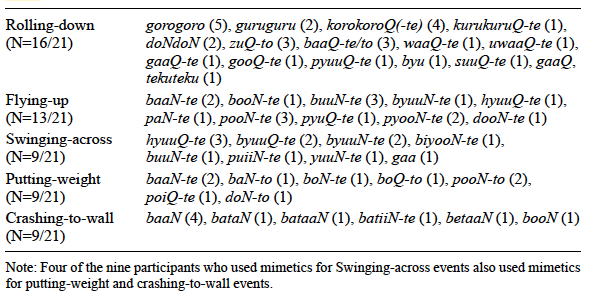 Rolling-down gorogoro (5), guruguru (2), korokoroQ(-te) (4), kurukuruQ-te (1),
(N=16/21) doNdoN (2), zuQ-to (3), baaQ-te/to (3), waaQ-te (1), uwaaQ-te (1),
gaaQ-te (1), gooQ-te (1), pyuuQ-te (1), byu (1), suuQ-te (1), gaaQ,
tekuteku (1)
Flying-up baaN-te (2), booN-te (1), buuN-te (3), byuuN-te (1), hyuuQ-te (1),
(N=13/21) paN-te (1), pooN-te (3), pyuQ-te (1), pyooN-te (2), dooN-te (1)
Swinging-across hyuuQ-te (3), byuuQ-te (2), byuuN-te (2), biyooN-te (1),
(N=9/21) buuN-te (1), puiiN-te (1), yuuN-te (1), gaa (1)
Putting-weight baaN-te (2), baN-to (1), boN-te (1), boQ-to (1), pooN-to (2),
(N=9/21) poiQ-te (1), doN-to (1)
Crashing-to-wall baaN (4), bataN (1), bataaN (1), batiiN-te (1), betaaN (1), booN (1)
(N=9/21)
Note: Four of the nine participants who used mimetics for Swinging-across events also used mimetics
for putting-weight and crashing-to-wall events.